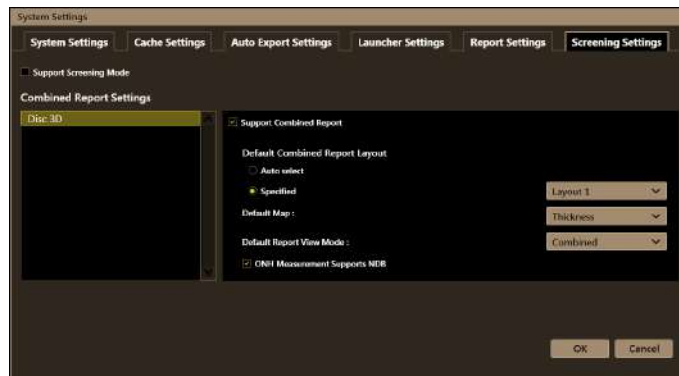 System Settings
System Settings Cache Settings Auto Export Settings Launcher Settings Report Settings Screening Settings
Support Screening Mode
Combined Report Settings
Disc 3D
Support Combined Report
Default Combined Report Layout
Auto select
Specified Layout 1
Default Map : Thickness
Default Report View Mode : Combined
ONH Measurement Supports NDB
OK Cancel